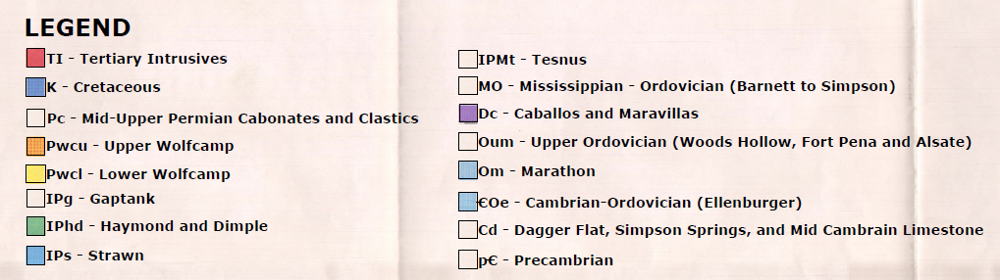 LEGEND
TI - Tertiary Intrusives
K - Cretaceous
Pc - Mid-Upper Permian Cabonates and Clastics
Pwcu - Upper Wolfcamp
Pwcl - Lower Wolfcamp
IPg - Gaptank
IPhd - Haymond and Dimple
IPs - Strawn
IPMt - Tesnus
MO - Mississippian - Ordovician (Barnett to Simpson)
Dc - Caballos and Maravillas
Oum - Upper Ordovician (Woods Hollow, Fort Pena and Alsate)
Om - Marathon
€Oe - Cambrian-Ordovician (Ellenburger)
Cd - Dagger Flat, Simpson Springs, and Mid Cambrain Limestone
p€ - Precambrian